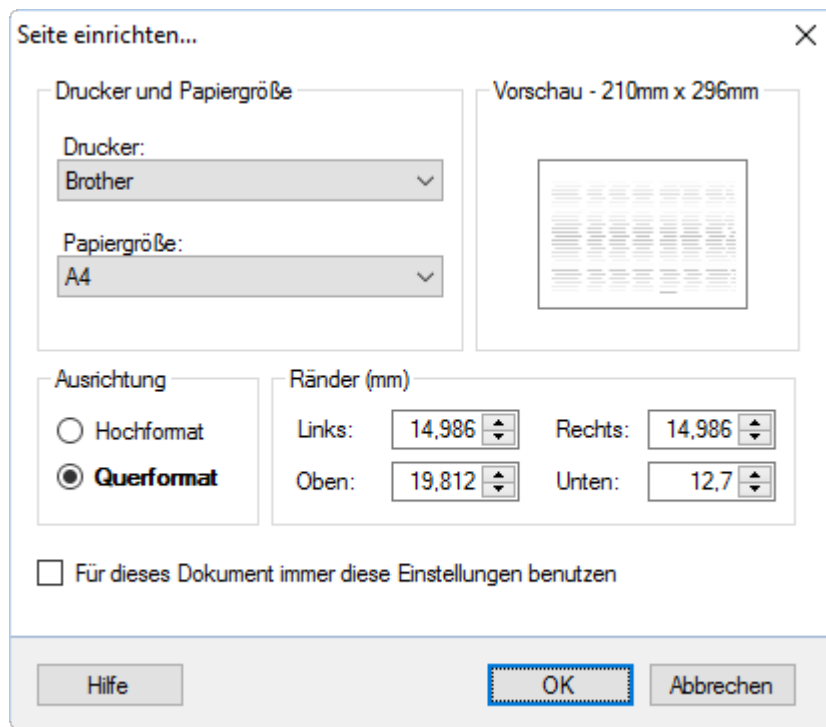 Seite einrichten...
Drucker und Papiergröße
Vorschau - 210mm x 296mm
Drucker:
Brother
Papiergröße:
A4
Ausrichtung
Ränder (mm)
Hochformat
Links: 14,986 Rechts: 14,986
Querformat
Oben: 19,812 Unten: 12,7
Für dieses Dokument immer diese Einstellungen benutzen
Hilfe OK Abbrechen